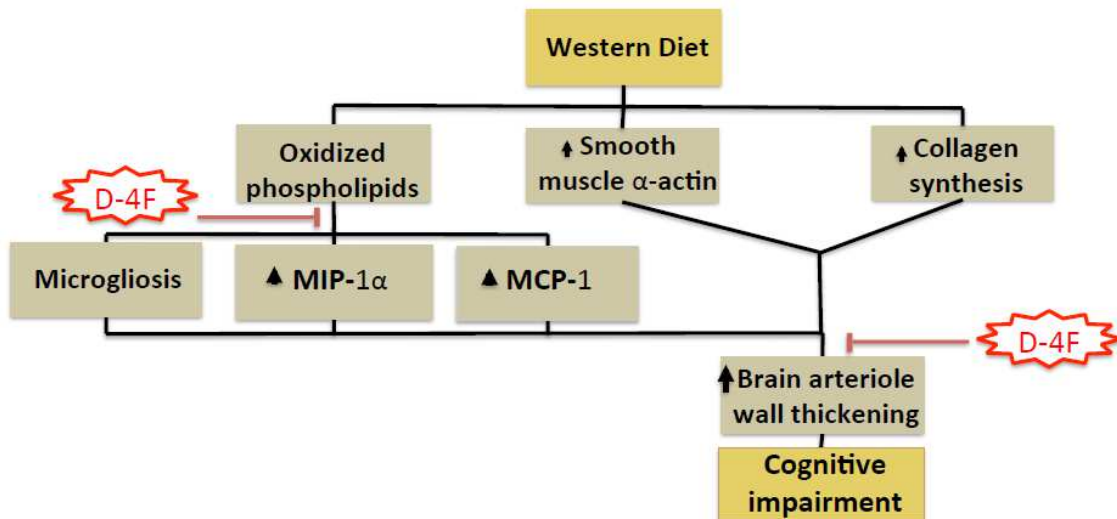 Western Diet
Oxidized
phospholipids
Smooth
muscle α-actin
Collagen
synthesis
D-4F
Microgliosis
MIP-1α
MCP-1
D-4F
Brain arteriole
wall thickening
Cognitive
impairment